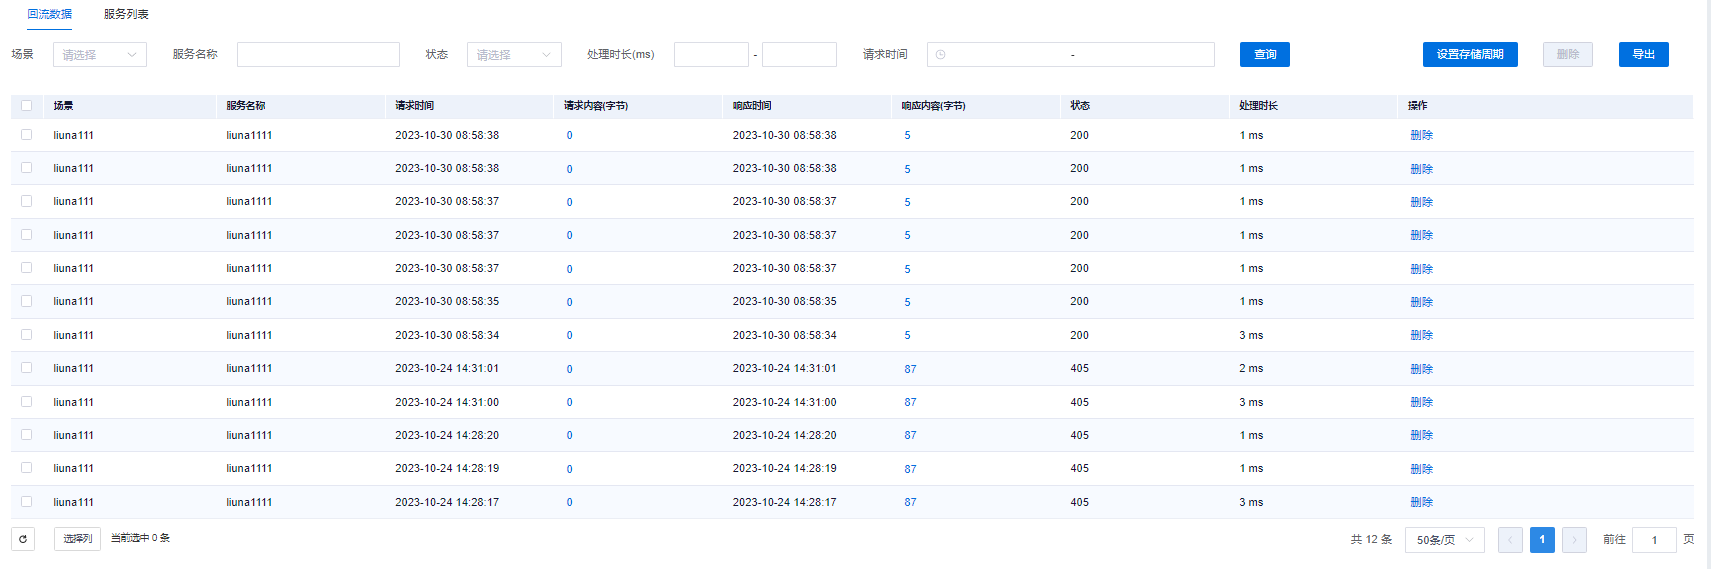 回流数据 服务列表
场景 请选择 服务名称 状态 请选择 处理时长(ms) - 请求时间 - 查询 设置存储周期 删除 导出
场景 服务名称 请求时间 请求内容(字节) 响应时间 响应内容(字节) 状态 处理时长 操作
liuna111 liuna1111 2023-10-30 08:58:38 0 2023-10-30 08:58:38 5 200 1 ms 删除
liuna111 liuna1111 2023-10-30 08:58:38 0 2023-10-30 08:58:38 5 200 1 ms 删除
liuna111 liuna1111 2023-10-30 08:58:37 0 2023-10-30 08:58:37 5 200 1 ms 删除
liuna111 liuna1111 2023-10-30 08:58:37 0 2023-10-30 08:58:37 5 200 1 ms 删除
liuna111 liuna1111 2023-10-30 08:58:37 0 2023-10-30 08:58:37 5 200 1 ms 删除
liuna111 liuna1111 2023-10-30 08:58:35 0 2023-10-30 08:58:35 5 200 1 ms 删除
liuna111 liuna1111 2023-10-30 08:58:34 0 2023-10-30 08:58:34 5 200 3 ms 删除
liuna111 liuna1111 2023-10-24 14:31:01 0 2023-10-24 14:31:01 87 405 2 ms 删除
liuna111 liuna1111 2023-10-24 14:31:00 0 2023-10-24 14:31:00 87 405 3 ms 删除
liuna111 liuna1111 2023-10-24 14:28:20 0 2023-10-24 14:28:20 87 405 1 ms 删除
liuna111 liuna1111 2023-10-24 14:28:19 0 2023-10-24 14:28:19 87 405 1 ms 删除
liuna111 liuna1111 2023-10-24 14:28:17 0 2023-10-24 14:28:17 87 405 3 ms 删除
选择列 当前选中 0 条 共 12 条 50条/页 1 前往 1 页